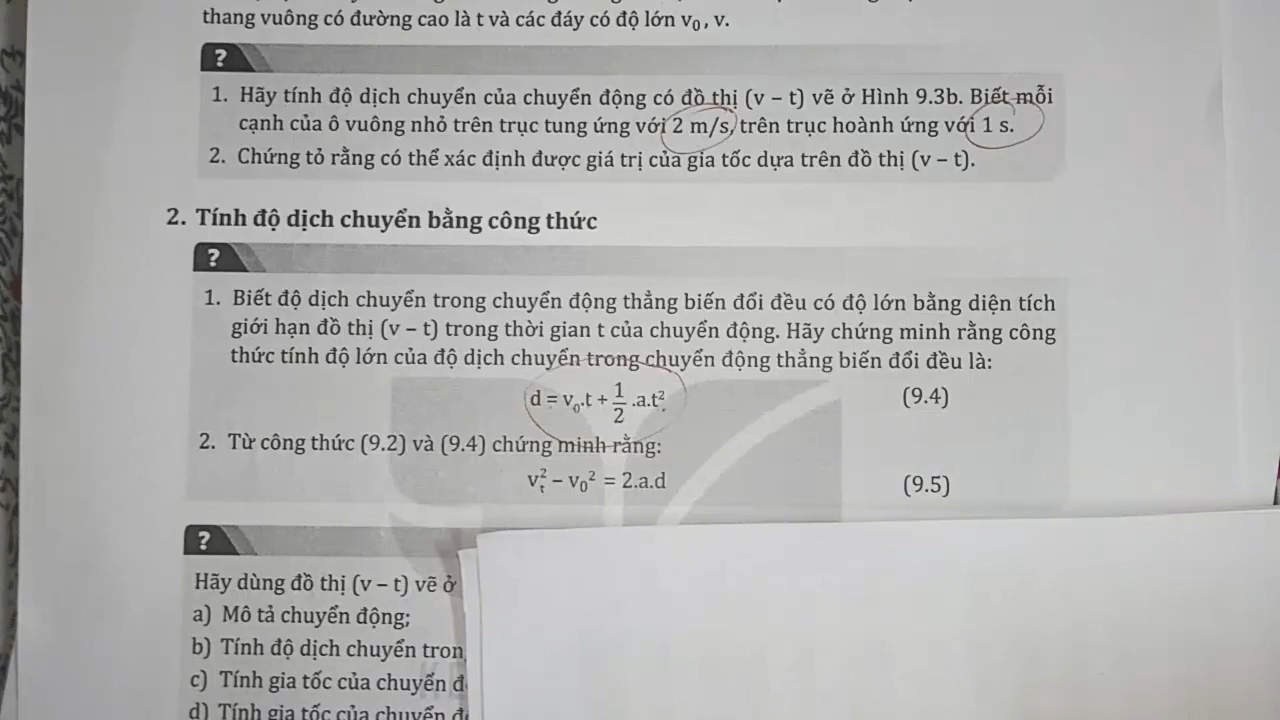 thang vuông có đường cao là t và các đáy có độ lớn v₀, v.
?
1. Hãy tính độ dịch chuyển của chuyển động có đồ thị (v – t) vẽ ở Hình 9.3b. Biết mỗi
cạnh của ô vuông nhỏ trên trục tung ứng với 2 m/s, trên trục hoành ứng với 1 s.
2. Chứng tỏ rằng có thể xác định được giá trị của gia tốc dựa trên đồ thị (v – t).
2. Tính độ dịch chuyển bằng công thức
?
1. Biết độ dịch chuyển trong chuyển động thẳng biến đổi đều có độ lớn bằng diện tích
giới hạn đồ thị (v – t) trong thời gian t của chuyển động. Hãy chứng minh rằng công
thức tính độ lớn của độ dịch chuyển trong chuyển động thẳng biến đổi đều là:
d = v₀.t + 1/2 .a.t² (9.4)
2. Từ công thức (9.2) và (9.4) chứng minh rằng:
vₜ² – v₀² = 2.a.d (9.5)
?
Hãy dùng đồ thị (v – t) vẽ ở
a) Mô tả chuyển động;
b) Tính độ dịch chuyển tron
c) Tính gia tốc của chuyển đ
d) Tính gia tốc của chuyển đ